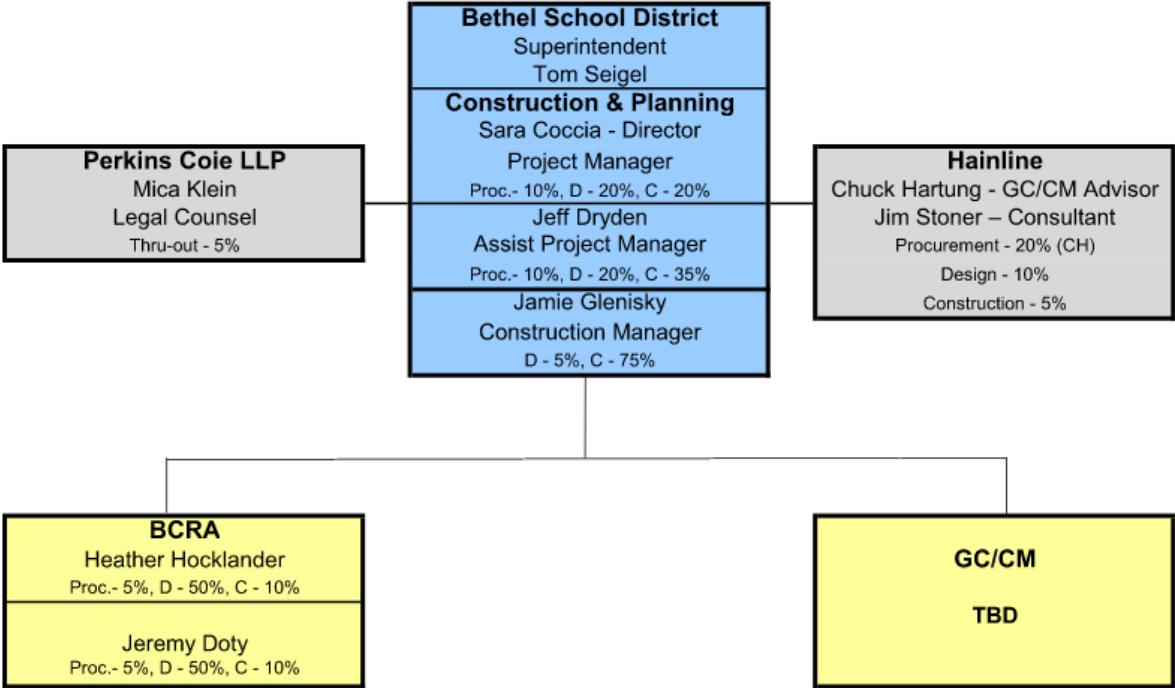 Bethel School District
Superintendent
Tom Seigel
Construction & Planning
Sara Coccia - Director
Project Manager
Proc.- 10%, D - 20%, C - 20%
Jeff Dryden
Assist Project Manager
Proc.- 10%, D - 20%, C - 35%
Jamie Glenisky
Construction Manager
D - 5%, C - 75%
Perkins Coie LLP
Mica Klein
Legal Counsel
Thru-out - 5%
Hainline
Chuck Hartung - GC/CM Advisor
Jim Stoner – Consultant
Procurement - 20% (CH)
Design - 10%
Construction - 5%
BCRA
Heather Hocklander
Proc.- 5%, D - 50%, C - 10%
Jeremy Doty
Proc.- 5%, D - 50%, C - 10%
GC/CM
TBD